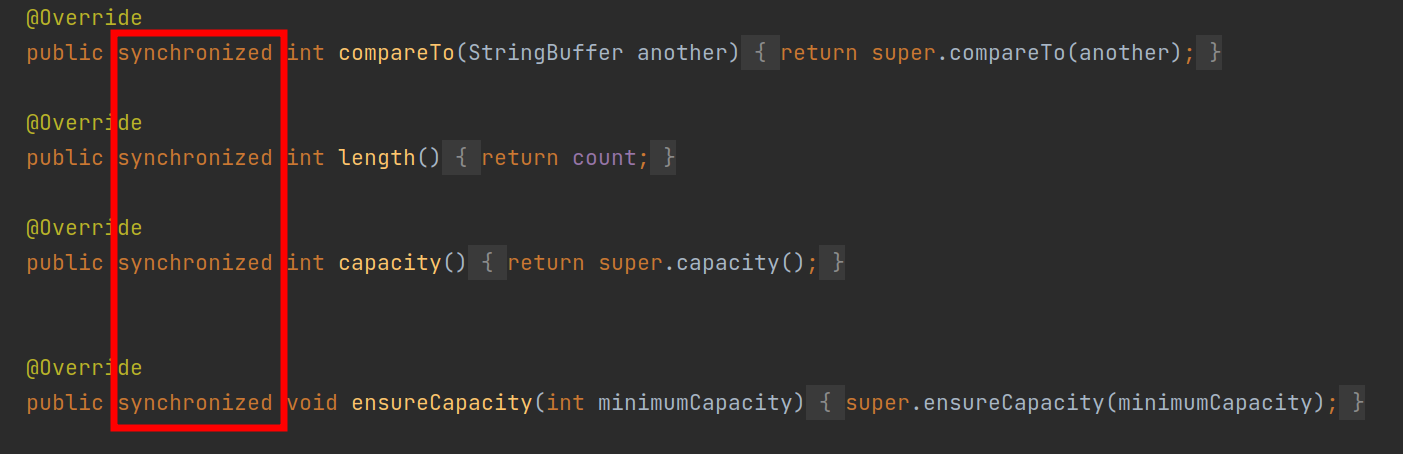 @Override
public synchronized int compareTo(StringBuffer another) { return super.compareTo(another); }
@Override
public synchronized int length() { return count; }
@Override
public synchronized int capacity() { return super.capacity(); }
@Override
public synchronized void ensureCapacity(int minimumCapacity) { super.ensureCapacity(minimumCapacity); }